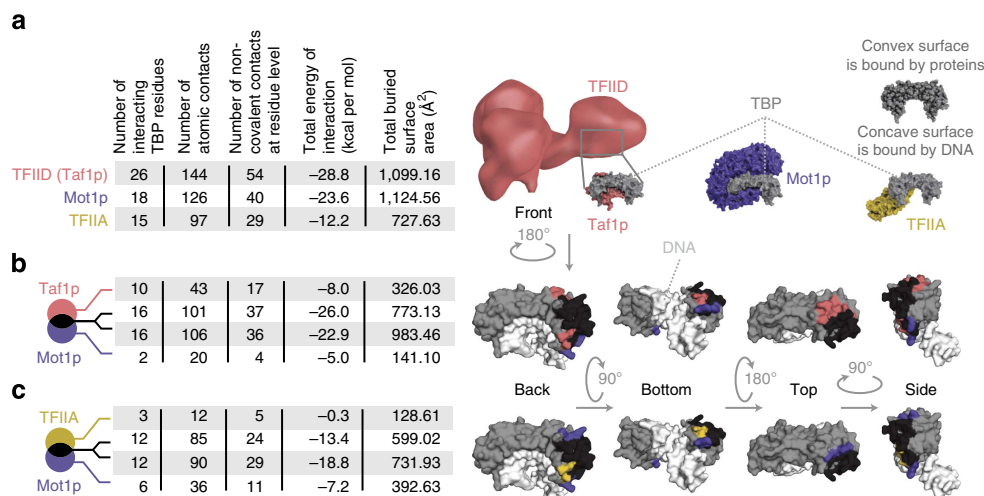 a
Number of
interacting
TBP residues
Number of
atomic contacts
Number of non-
covalent contacts
at residue level
Total energy of
interaction
(kcal per mol)
Total buried
surface
area (Å2)
TFIID (Taf1p) 26 144 54 –28.8 1,099.16
Mot1p 18 126 40 –23.6 1,124.56
TFIIA 15 97 29 –12.2 727.63
TFIID
TBP
Convex surface
is bound by proteins
Concave surface
is bound by DNA
Taf1p
Mot1p
TFIIA
Front
180°
DNA
b
Taf1p 10 43 17 –8.0 326.03
16 101 37 –26.0 773.13
16 106 36 –22.9 983.46
Mot1p 2 20 4 –5.0 141.10
90°
180°
90°
Back
Bottom
Top
Side
c
TFIIA 3 12 5 –0.3 128.61
12 85 24 –13.4 599.02
12 90 29 –18.8 731.93
Mot1p 6 36 11 –7.2 392.63